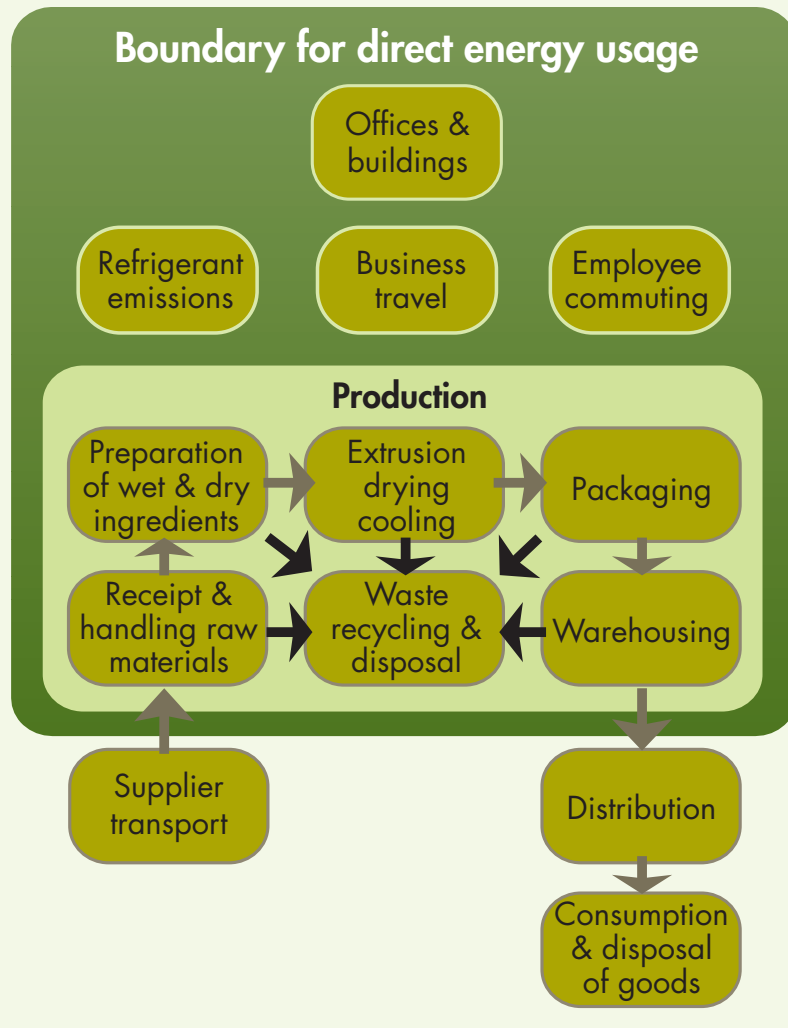 Boundary for direct energy usage
Offices &
buildings
Refrigerant
emissions
Business
travel
Employee
commuting
Production
Preparation
of wet & dry
ingredients
Extrusion
drying
cooling
Packaging
Receipt &
handling raw
materials
Waste
recycling &
disposal
Warehousing
Supplier
transport
Distribution
Consumption
& disposal
of goods